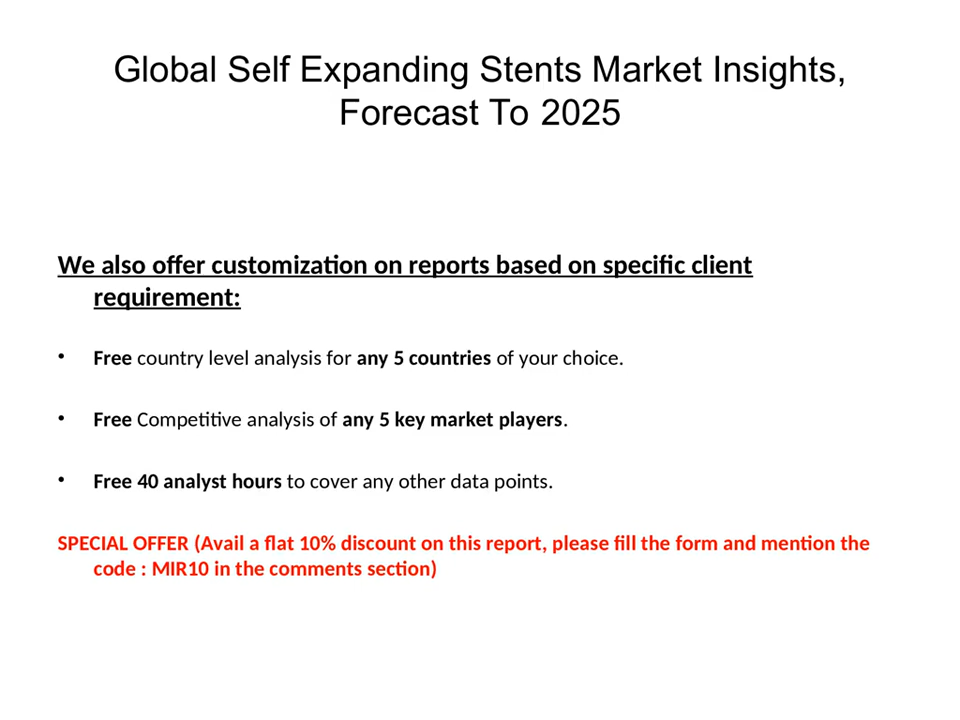 Global Self Expanding Stents Market Insights,
Forecast To 2025
We also offer customization on reports based on specific client
requirement:
• Free country level analysis for any 5 countries of your choice.
• Free Competitive analysis of any 5 key market players.
• Free 40 analyst hours to cover any other data points.
SPECIAL OFFER (Avail a flat 10% discount on this report, please fill the form and mention the
code : MIR10 in the comments section)